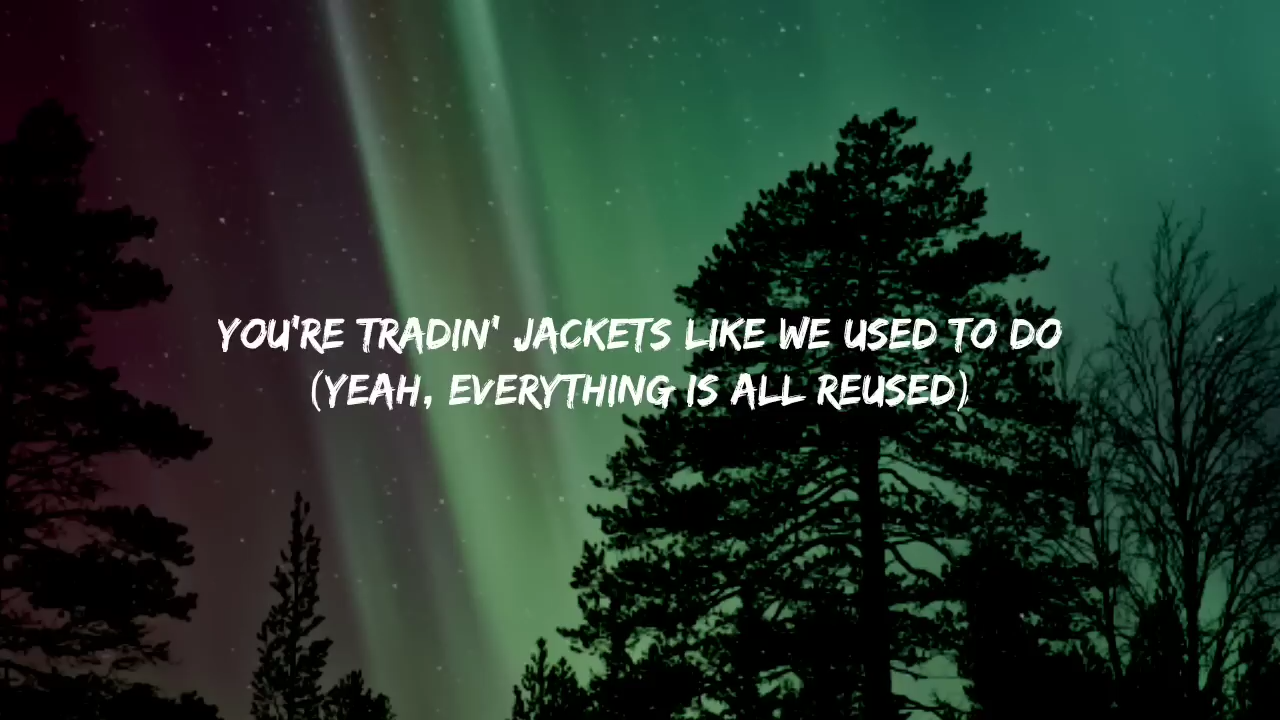 YOU'RE TRADIN' JACKETS LIKE WE USED TO DO
(YEAH, EVERYTHING IS ALL REUSED)